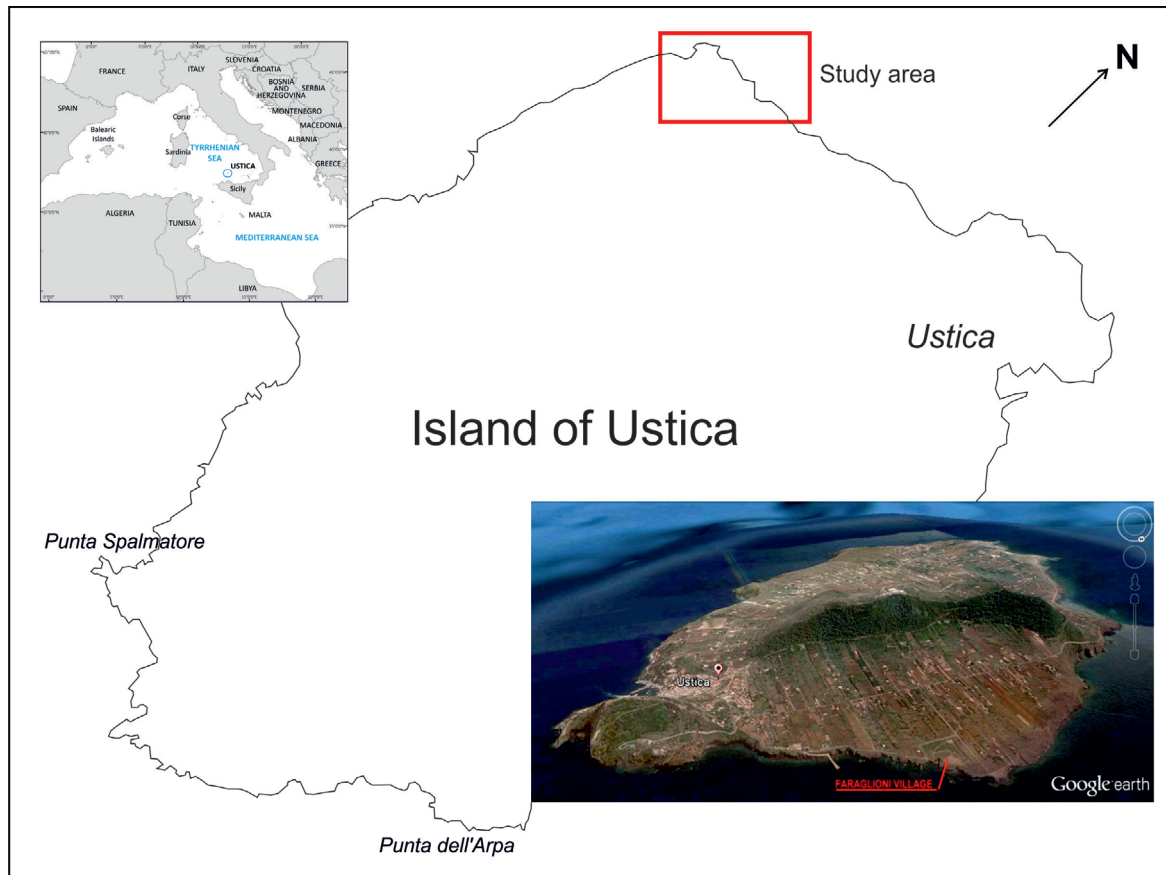 FRANCE
ITALY
SLOVENIA
CROATIA
BOSNIA
AND
HERZEGOVINA
SERBIA
MONTENEGRO
MACEDONIA
ALBANIA
GREECE
SPAIN
Balearic
Islands
Corse
Sardinia
TYRRHENIAN
SEA
USTICA
Sicily
ALGERIA
TUNISIA
MALTA
MEDITERRANEAN SEA
LIBYA
Study area
N
Ustica
Island of Ustica
Punta Spalmatore
Punta dell'Arpa
Ustica
FARAGLIONI VILLAGE
Google earth